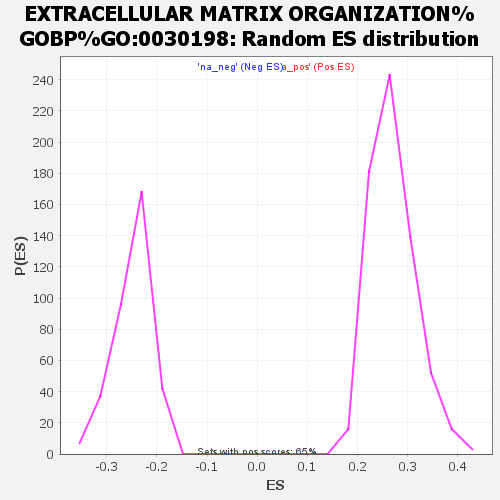 EXTRACELLULAR MATRIX ORGANIZATION%
GOBP%GO:0030198: Random ES distribution
'na_neg' (Neg ES)a_pos' (Pos ES)
240
220
200
180
160
140
120
100
80
60
40
20
0
P(ES)
Sets with pos scores: 65%
-0.3 -0.2 -0.1 0.0 0.1 0.2 0.3 0.4
ES